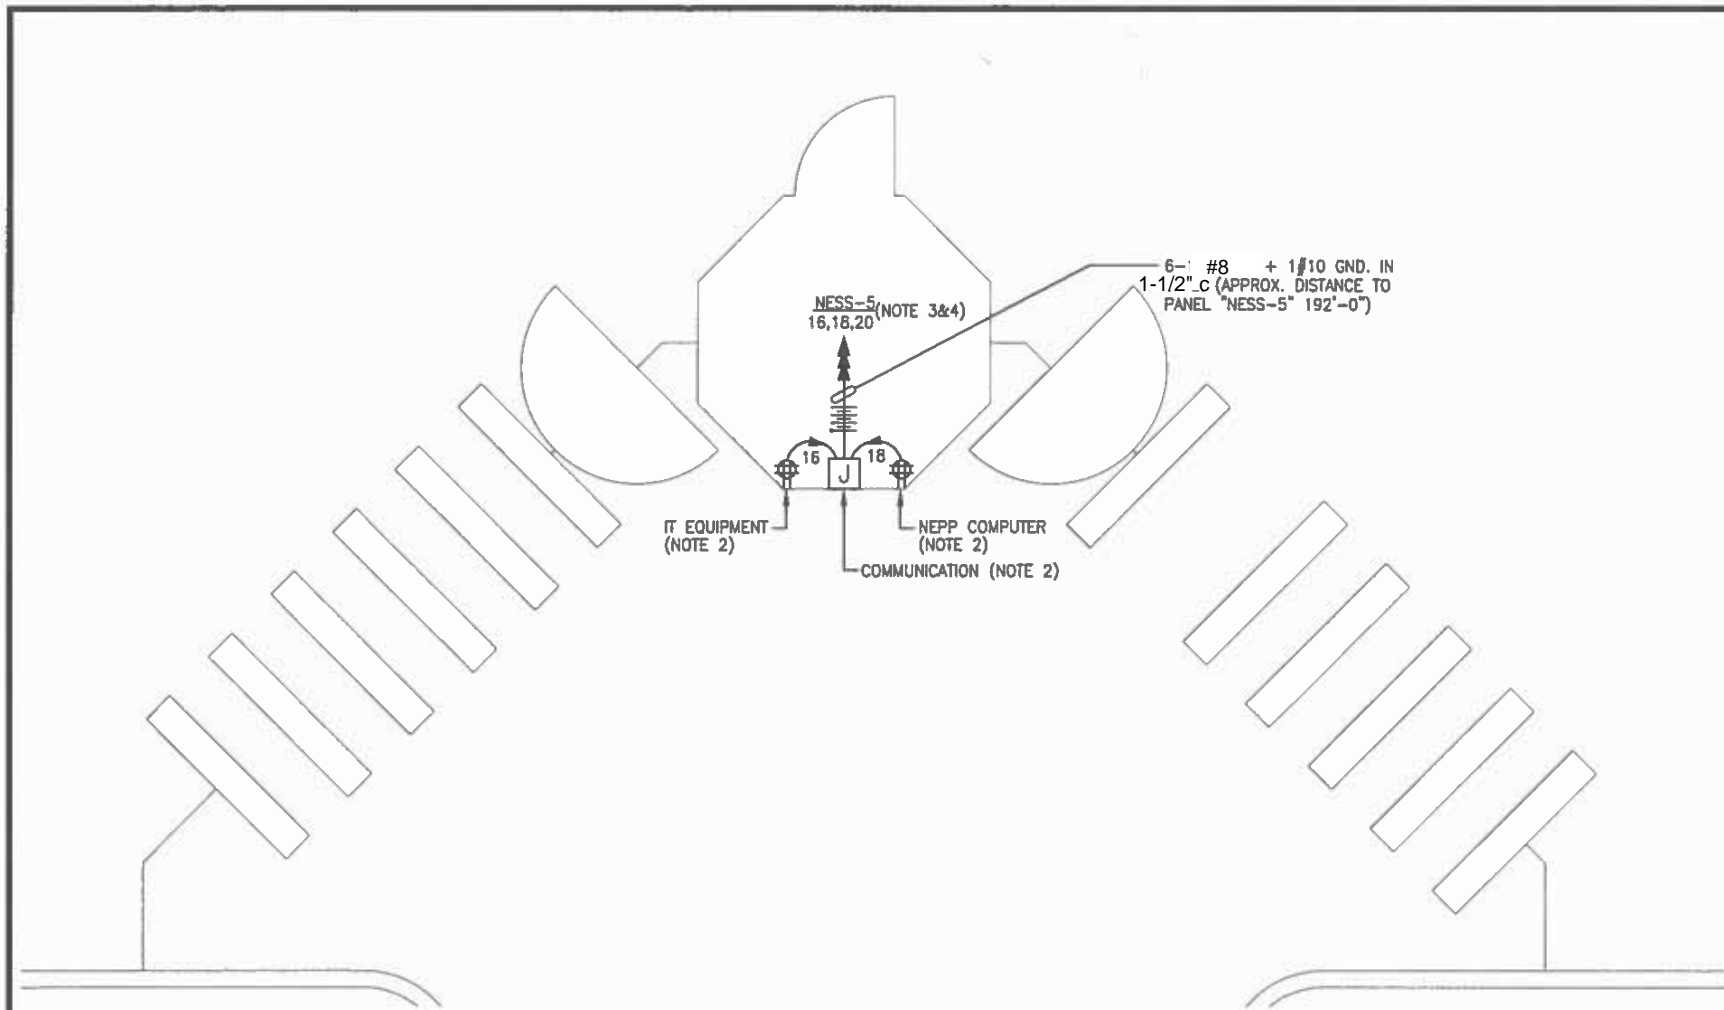 6- #8 + 1#10 GND. IN
1-1/2" c (APPROX. DISTANCE TO
PANEL "NESS-5" 192'-0")
NESS-5 (NOTE 3&4)
16,18,20
16
18
J
IT EQUIPMENT
(NOTE 2)
NEPP COMPUTER
(NOTE 2)
COMMUNICATION (NOTE 2)